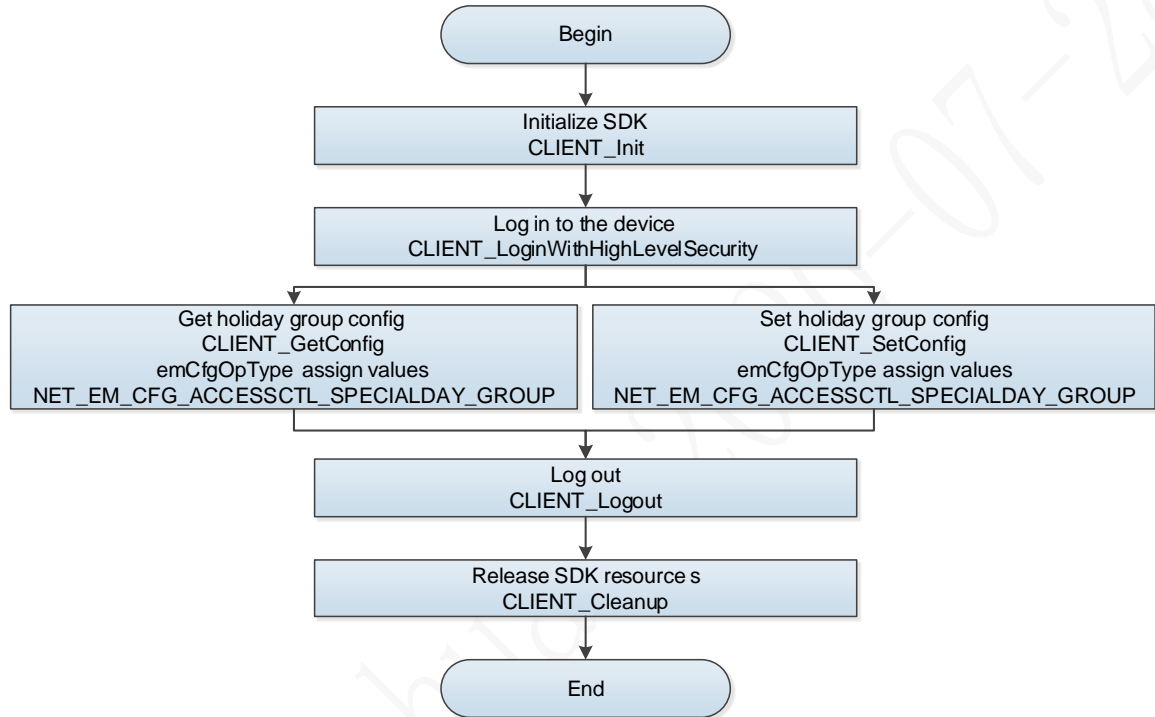 Begin
Initialize SDK
CLIENT_Init
Log in to the device
CLIENT_LoginWithHighLevelSecurity
Get holiday group config
CLIENT_GetConfig
emCfgOpType assign values
NET_EM_CFG_ACCESSCTL_SPECIALDAY_GROUP
Set holiday group config
CLIENT_SetConfig
emCfgOpType assign values
NET_EM_CFG_ACCESSCTL_SPECIALDAY_GROUP
Log out
CLIENT_Logout
Release SDK resources
CLIENT_Cleanup
End